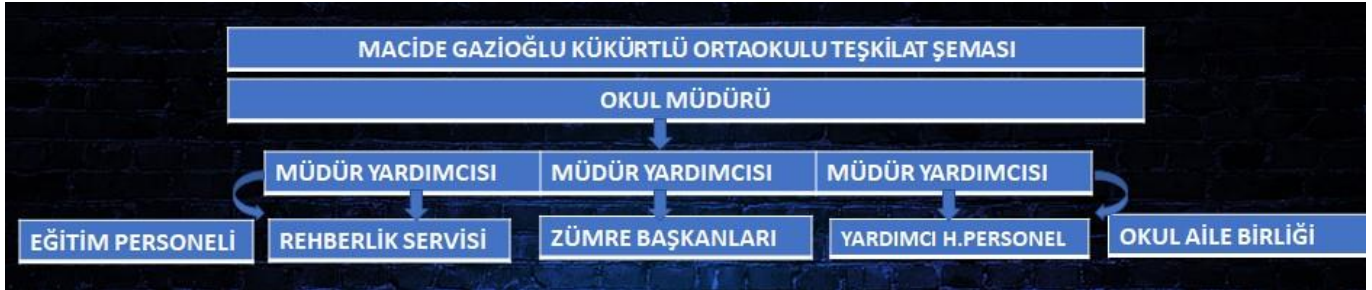 MACİDE GAZİOĞLU KÜKÜRTLÜ ORTAOKULU TEŞKİLAT ŞEMASI
OKUL MÜDÜRÜ
MÜDÜR YARDIMCISI MÜDÜR YARDIMCISI MÜDÜR YARDIMCISI
EĞİTİM PERSONELİ REHBERLİK SERVİSİ ZÜMRE BAŞKANLARI YARDIMCI H.PERSONEL OKUL AİLE BİRLİĞİ